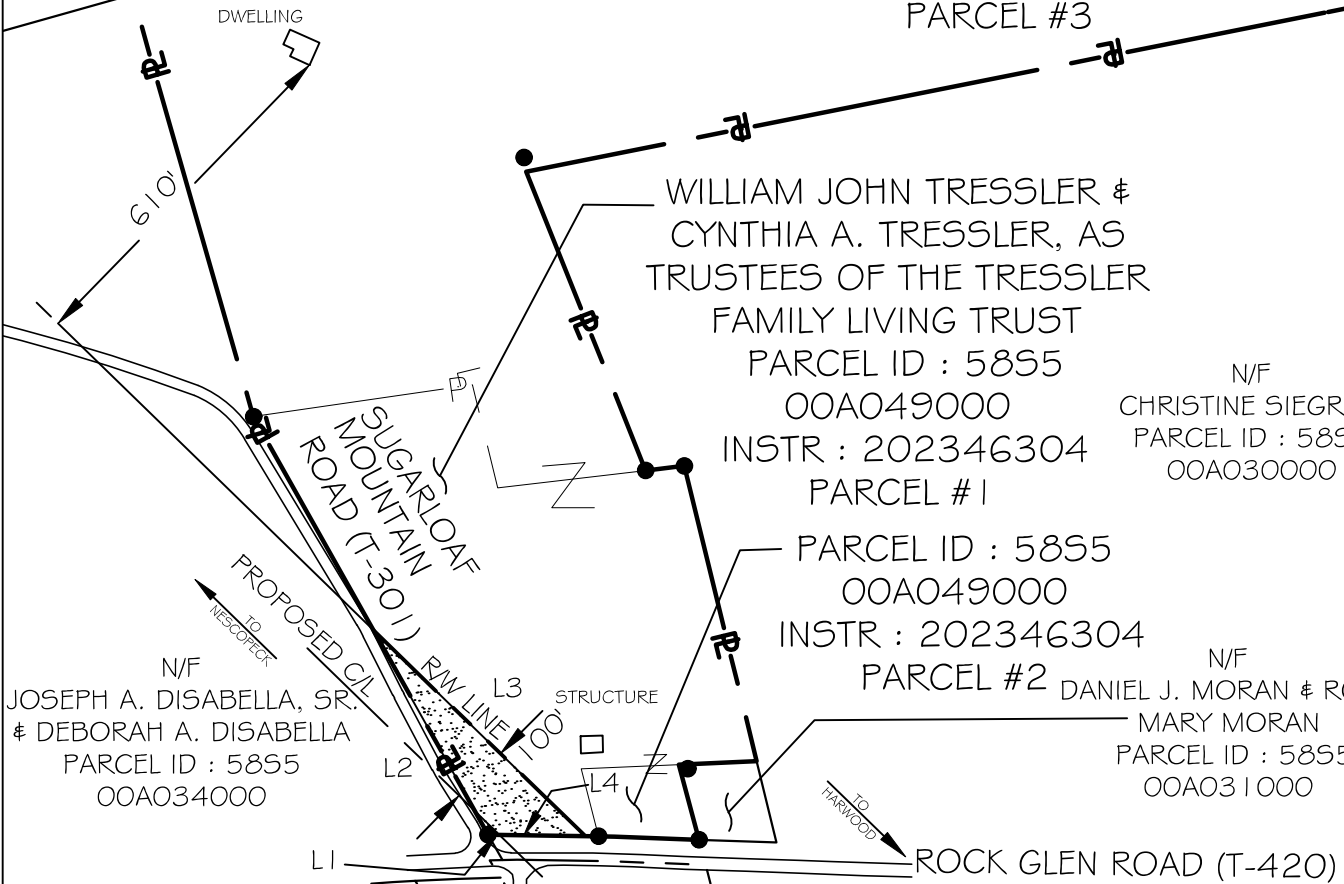 DWELLING
PARCEL #3
610'
WILLIAM JOHN TRESSLER &
CYNTHIA A. TRESSLER, AS
TRUSTEES OF THE TRESSLER
FAMILY LIVING TRUST
PARCEL ID : 58S5
00A049000
INSTR : 202346304
PARCEL #1
N/F
CHRISTINE SIEGR
PARCEL ID : 58S
00A030000
SUGARLOAF
MOUNTAIN
ROAD (T-301)
PARCEL ID : 58S5
00A049000
INSTR : 202346304
PARCEL #2
PROPOSED C/L
TO
NESCOPECK
R/W LINE
L3
100'
STRUCTURE
N/F
JOSEPH A. DISABELLA, SR.
& DEBORAH A. DISABELLA
PARCEL ID : 58S5
00A034000
N/F
DANIEL J. MORAN & RO
MARY MORAN
PARCEL ID : 58S5
00A031000
L2
L4
TO
HARWOOD
L1
ROCK GLEN ROAD (T-420)